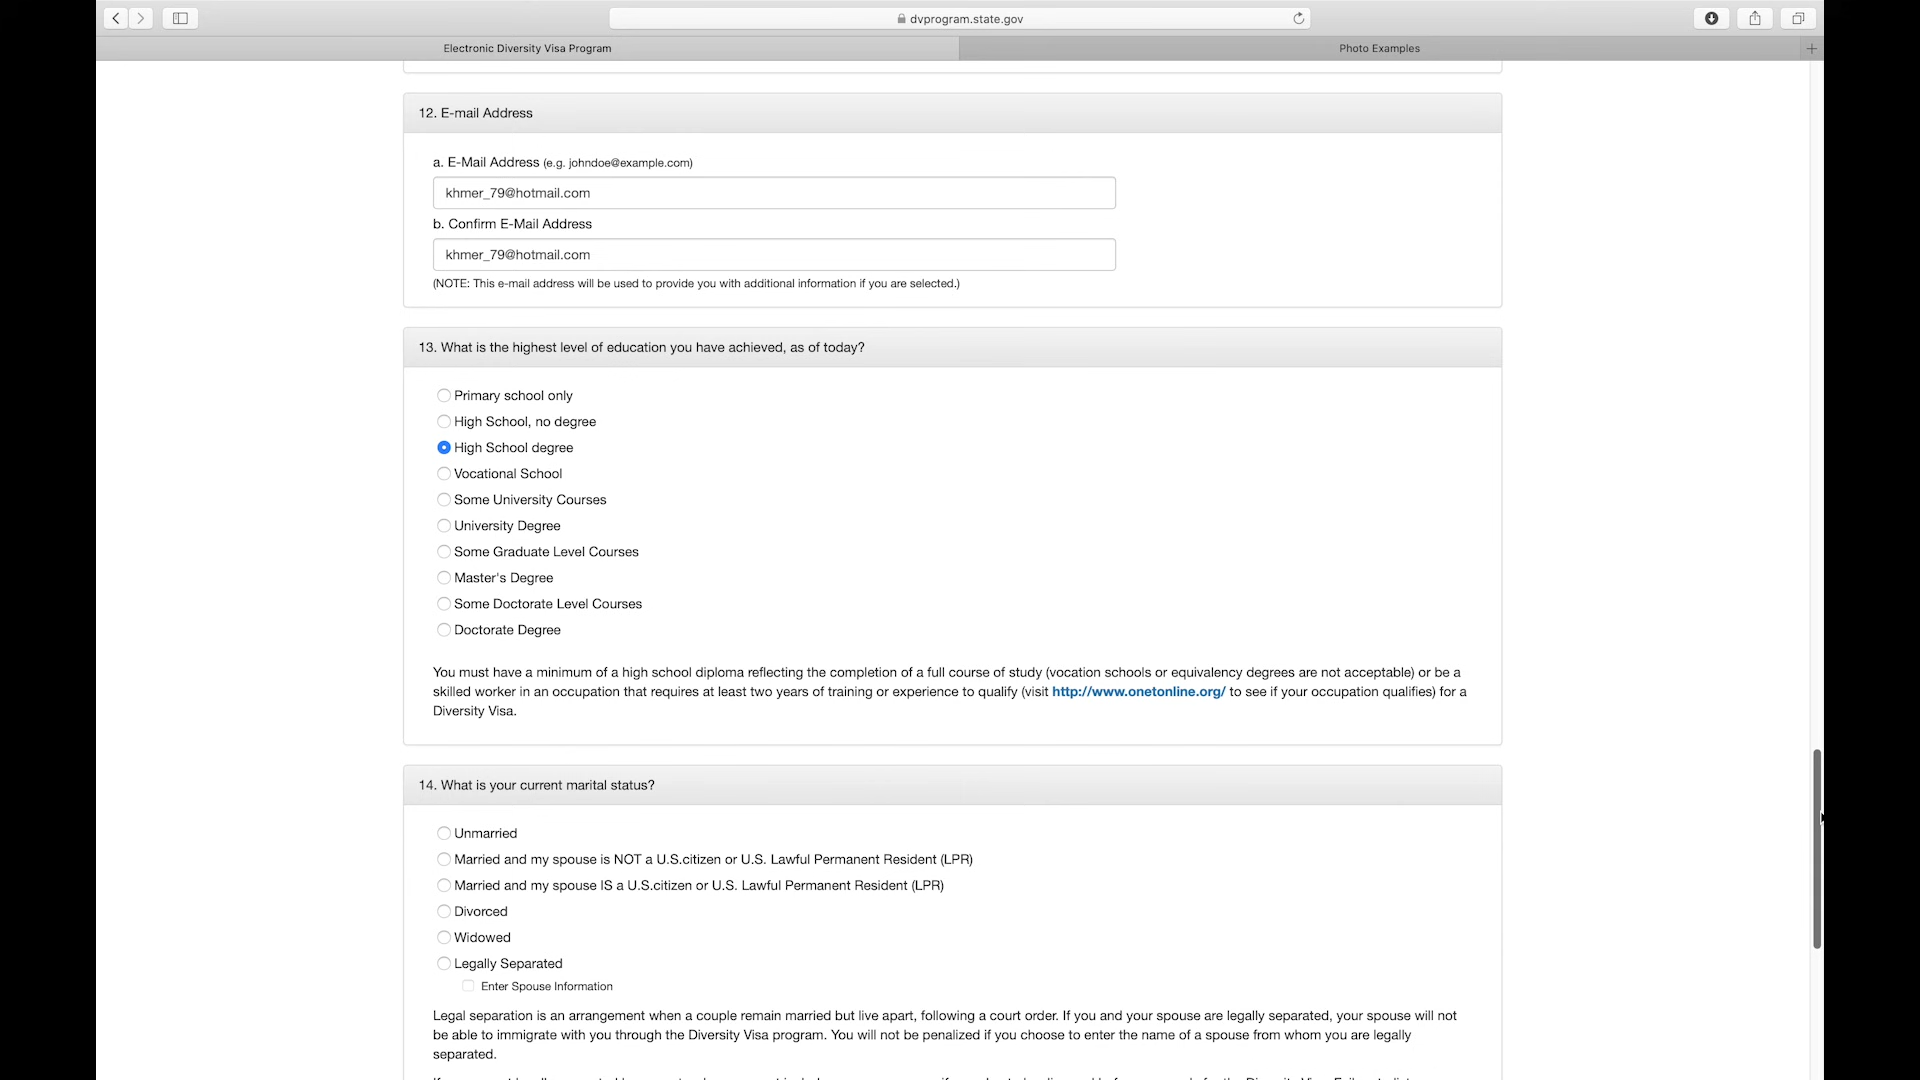 dvprogram.state.gov
Electronic Diversity Visa Program
Photo Examples
12. E-mail Address
a. E-Mail Address (e.g. johndoe@example.com)
khmer_79@hotmail.com
b. Confirm E-Mail Address
khmer_79@hotmail.com
(NOTE: This e-mail address will be used to provide you with additional information if you are selected.)
13. What is the highest level of education you have achieved, as of today?
Primary school only
High School, no degree
High School degree
Vocational School
Some University Courses
University Degree
Some Graduate Level Courses
Master's Degree
Some Doctorate Level Courses
Doctorate Degree
You must have a minimum of a high school diploma reflecting the completion of a full course of study (vocation schools or equivalency degrees are not acceptable) or be a
skilled worker in an occupation that requires at least two years of training or experience to qualify (visit http://www.onetonline.org/ to see if your occupation qualifies) for a
Diversity Visa.
14. What is your current marital status?
Unmarried
Married and my spouse is NOT a U.S.citizen or U.S. Lawful Permanent Resident (LPR)
Married and my spouse IS a U.S.citizen or U.S. Lawful Permanent Resident (LPR)
Divorced
Widowed
Legally Separated
Enter Spouse Information
Legal separation is an arrangement when a couple remain married but live apart, following a court order. If you and your spouse are legally separated, your spouse will not
be able to immigrate with you through the Diversity Visa program. You will not be penalized if you choose to enter the name of a spouse from whom you are legally
separated.